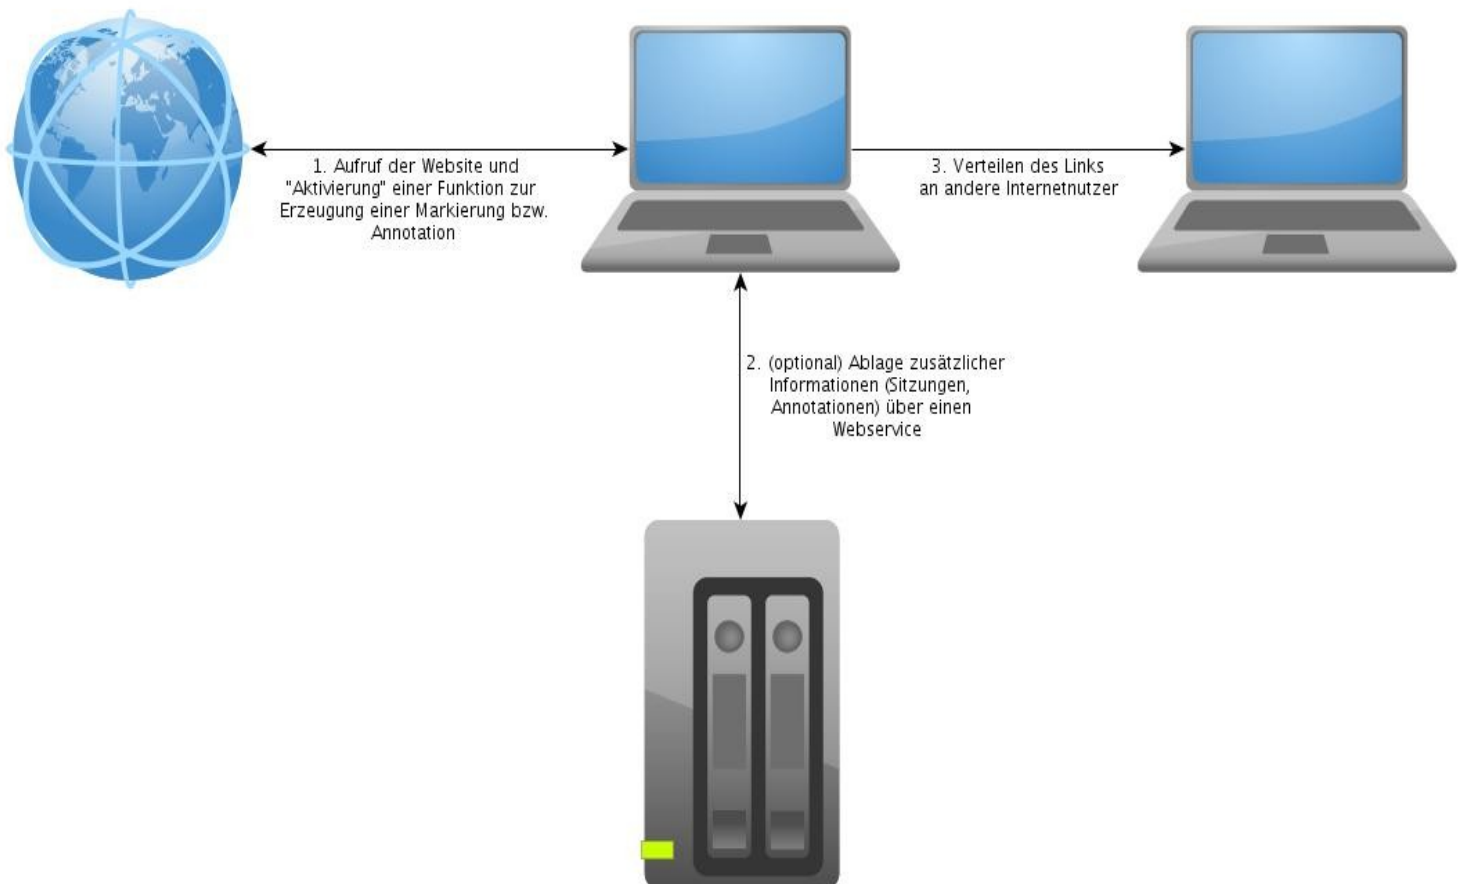 1. Aufruf der Website und
"Aktivierung" einer Funktion zur
Erzeugung einer Markierung bzw.
Annotation
3. Verteilen des Links
an andere Internetnutzer
2. (optional) Ablage zusätzlicher
Informationen (Sitzungen,
Annotationen) über einen
Webservice